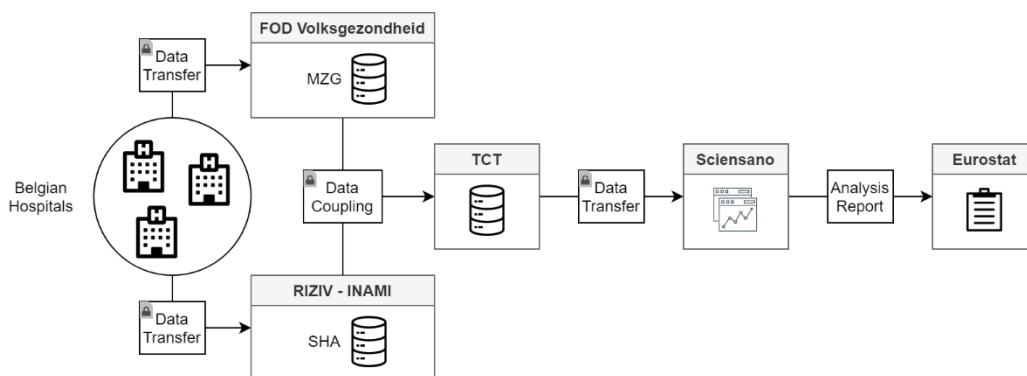 FOD Volksgezondheid
Data
Transfer
MZG
H
H
H
Belgian
Hospitals
Data
Coupling
TCT
Data
Transfer
Sciensano
Analysis
Report
Eurostat
RIZIV - INAMI
Data
Transfer
SHA